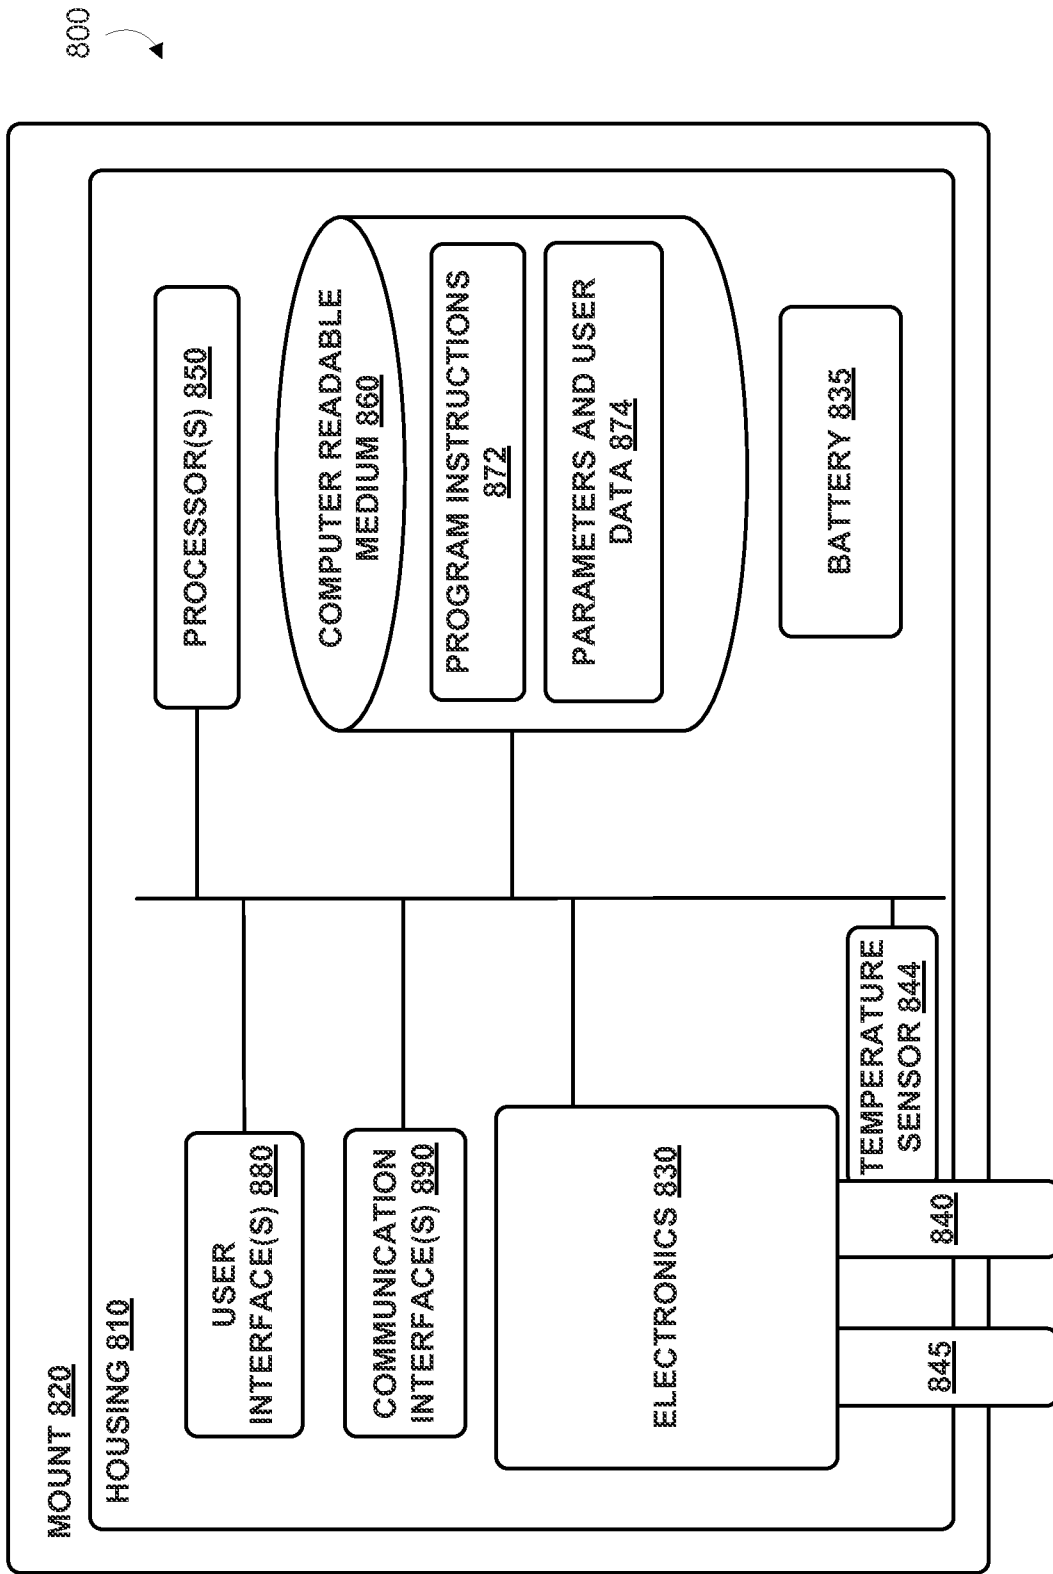 800
MOUNT 820
HOUSING 810
USER
INTERFACE(S) 880
PROCESSOR(S) 850
COMMUNICATION
INTERFACE(S) 890
COMPUTER READABLE
MEDIUM 860
PROGRAM INSTRUCTIONS
872
PARAMETERS AND USER
DATA 874
ELECTRONICS 830
BATTERY 835
TEMPERATURE
SENSOR 844
845
840